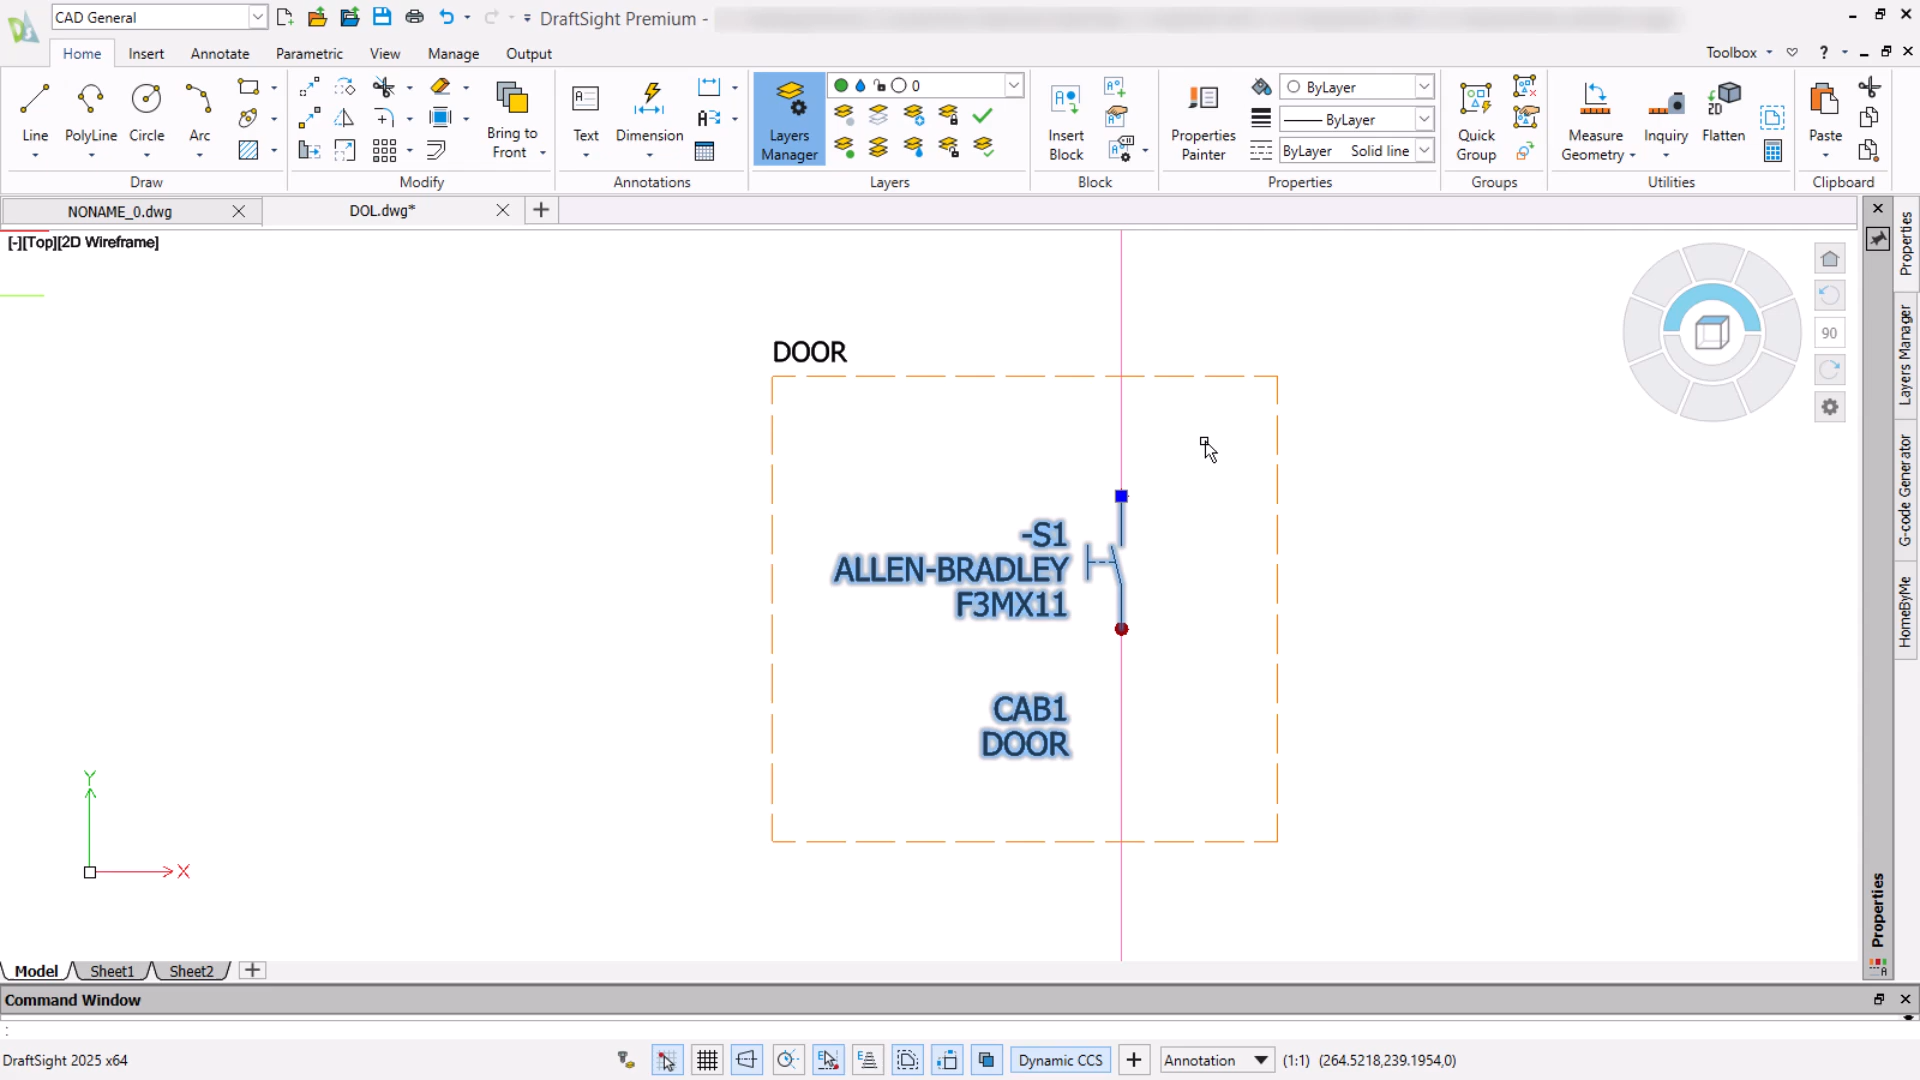 CAD General
DraftSight Premium -
Home
Insert
Annotate
Parametric
View
Manage
Output
Toolbox
?
Line
PolyLine
Circle
Arc
Draw
Bring to
Front
Modify
Text
Dimension
Annotations
Layers
Manager
0
Layers
Insert
Block
Block
Properties
Painter
ByLayer
ByLayer
ByLayer Solid line
Properties
Quick
Group
Groups
Measure
Geometry
Inquiry
2D
Flatten
Utilities
Paste
Clipboard
NONAME_0.dwg
DOL.dwg*
[-][Top][2D Wireframe]
90
DOOR
-S1
ALLEN-BRADLEY
F3MX11
CAB1
DOOR
Y
X
Properties
Layers Manager
G-code Generator
HomeByMe
Properties
Model
Sheet1
Sheet2
Command Window
:
DraftSight 2025 x64
Dynamic CCS
Annotation
(1:1)
(264.5218,239.1954,0)